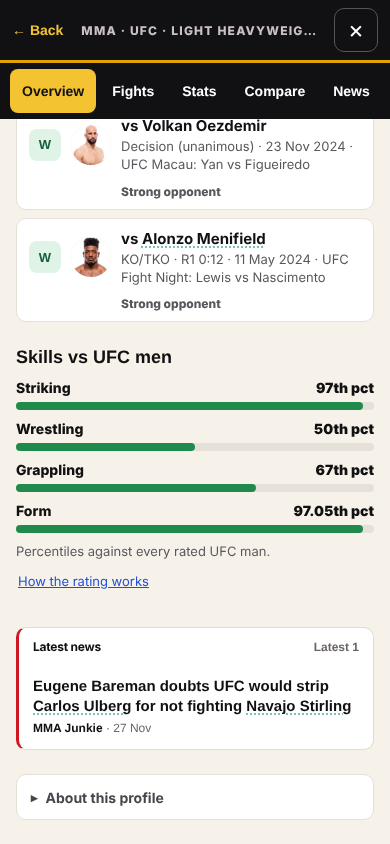 ← Back
MMA · UFC · LIGHT HEAVYWEIG...
×
Overview
Fights
Stats
Compare
News
W
vs Volkan Oezdemir
Decision (unanimous) · 23 Nov 2024 ·
UFC Macau: Yan vs Figueiredo
Strong opponent
W
vs Alonzo Menifield
KO/TKO · R1 0:12 · 11 May 2024 · UFC
Fight Night: Lewis vs Nascimento
Strong opponent
Skills vs UFC men
Striking 97th pct
Wrestling 50th pct
Grappling 67th pct
Form 97.05th pct
Percentiles against every rated UFC man.
How the rating works
Latest news Latest 1
Eugene Bareman doubts UFC would strip
Carlos Ulberg for not fighting Navajo Stirling
MMA Junkie · 27 Nov
▸ About this profile